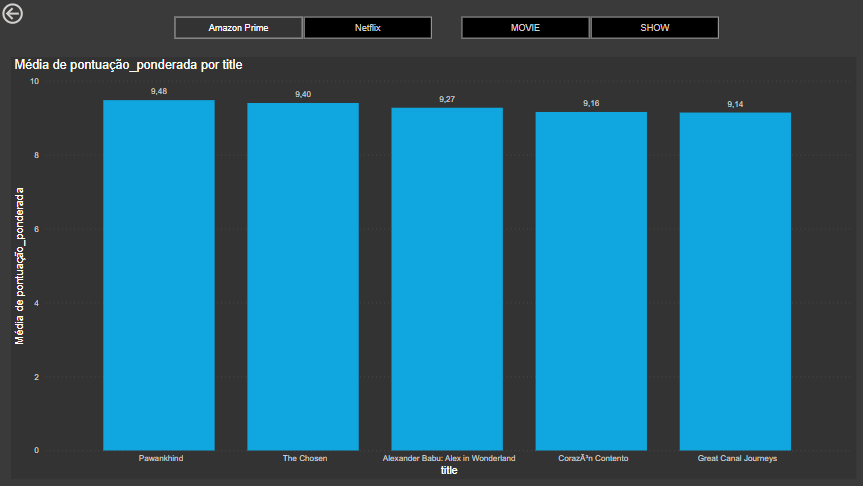 Amazon Prime
Netflix
MOVIE
SHOW
Média de pontuação_ponderada por title
10
8
6
4
2
0
Média de pontuação_ponderada
9,48
9,40
9,27
9,16
9,14
Pawankhind
The Chosen
Alexander Babu: Alex in Wonderland
CorazÃ³n Contento
Great Canal Journeys
title